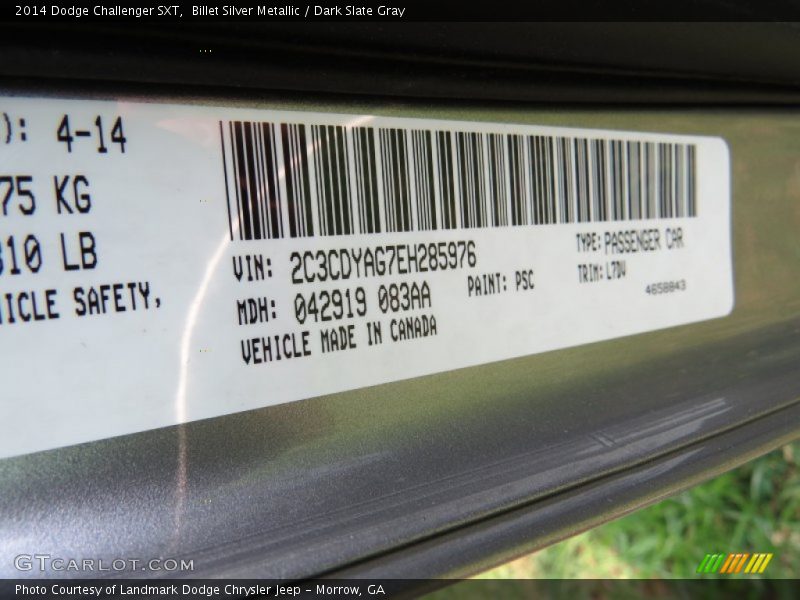 2014 Dodge Challenger SXT,  Billet Silver Metallic / Dark Slate Gray
): 4-14
75 KG
310 LB
ICLE SAFETY,
VIN: 2C3CDYAG7EH285976
MDH: 042919 083AA
VEHICLE MADE IN CANADA
PAINT: PSC
TYPE: PASSENGER CAR
TRIM: L7DV
4658843
GTCARLOT.COM
Photo Courtesy of Landmark Dodge Chrysler Jeep - Morrow, GA